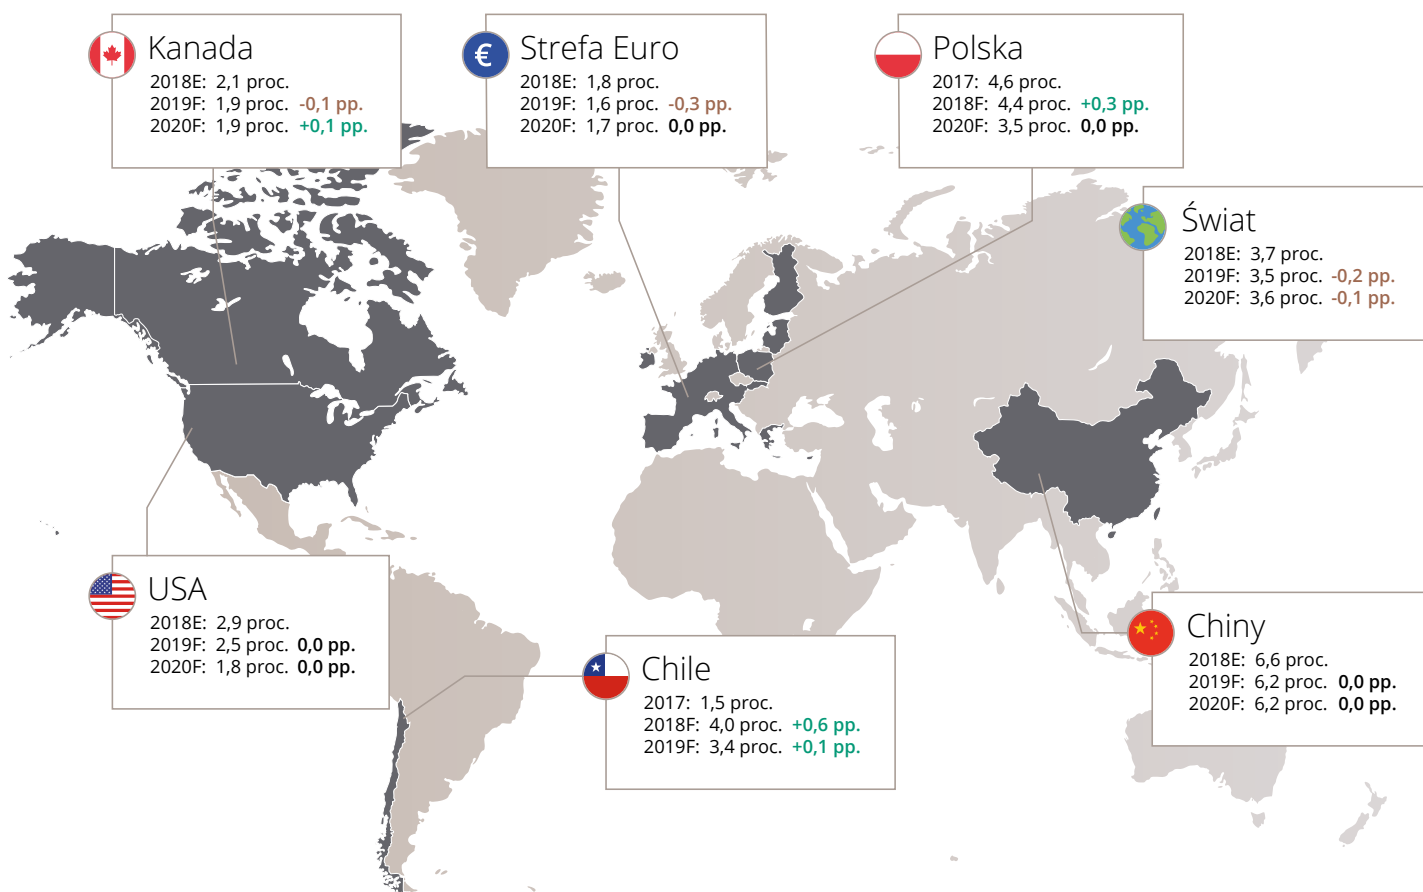 Kanada
2018E: 2,1 proc.
2019F: 1,9 proc. -0,1 pp.
2020F: 1,9 proc. +0,1 pp.
€
Strefa Euro
2018E: 1,8 proc.
2019F: 1,6 proc. -0,3 pp.
2020F: 1,7 proc. 0,0 pp.
Polska
2017: 4,6 proc.
2018F: 4,4 proc. +0,3 pp.
2020F: 3,5 proc. 0,0 pp.
Świat
2018E: 3,7 proc.
2019F: 3,5 proc. -0,2 pp.
2020F: 3,6 proc. -0,1 pp.
USA
2018E: 2,9 proc.
2019F: 2,5 proc. 0,0 pp.
2020F: 1,8 proc. 0,0 pp.
Chile
2017: 1,5 proc.
2018F: 4,0 proc. +0,6 pp.
2019F: 3,4 proc. +0,1 pp.
Chiny
2018E: 6,6 proc.
2019F: 6,2 proc. 0,0 pp.
2020F: 6,2 proc. 0,0 pp.